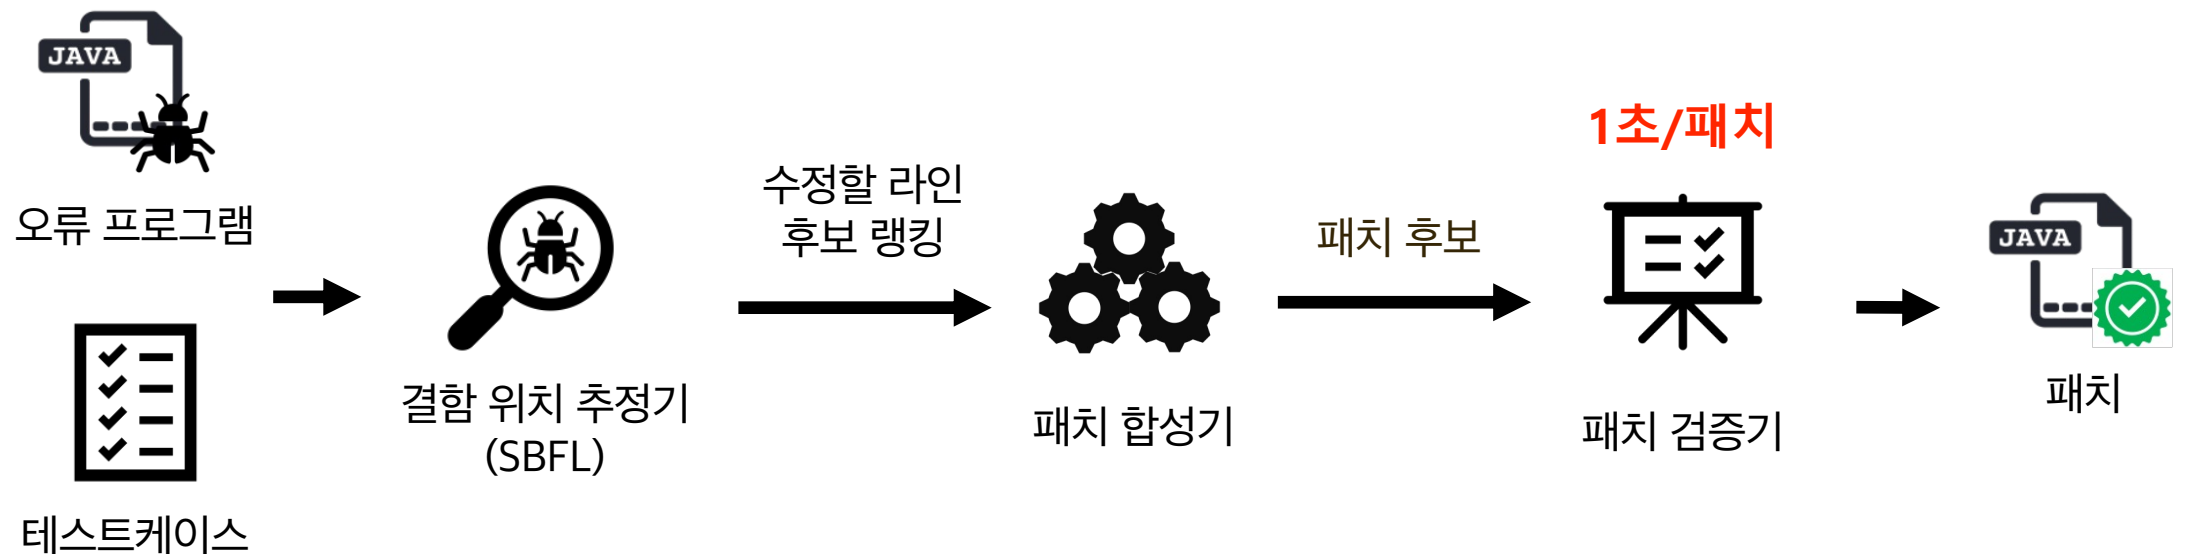 JAVA
오류 프로그램
테스트케이스
결함 위치 추정기
(SBFL)
수정할 라인
후보 랭킹
패치 합성기
패치 후보
1초/패치
패치 검증기
JAVA
패치